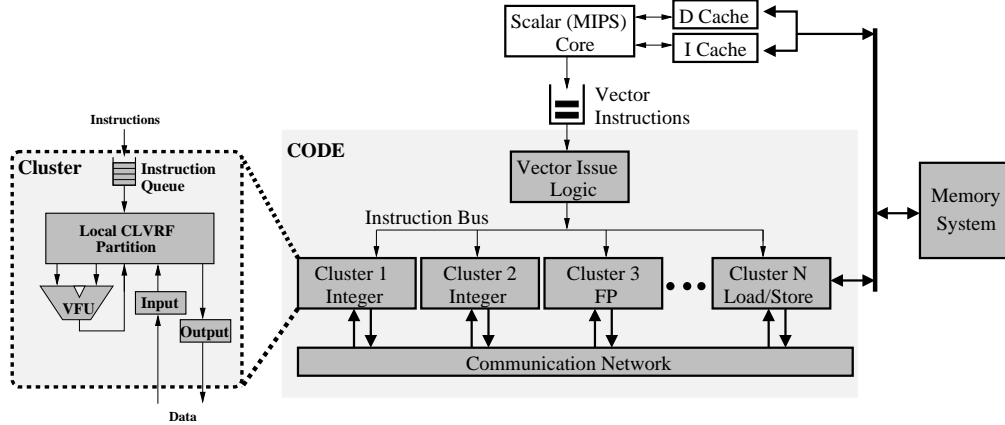 Scalar (MIPS)
Core
D Cache
I Cache
Vector
Instructions
CODE
Vector Issue
Logic
Instruction Bus
Cluster 1
Integer
Cluster 2
Integer
Cluster 3
FP
Cluster N
Load/Store
Communication Network
Memory
System
Instructions
Cluster
Instruction
Queue
Local CLVRF
Partition
VFU
Input
Output
Data